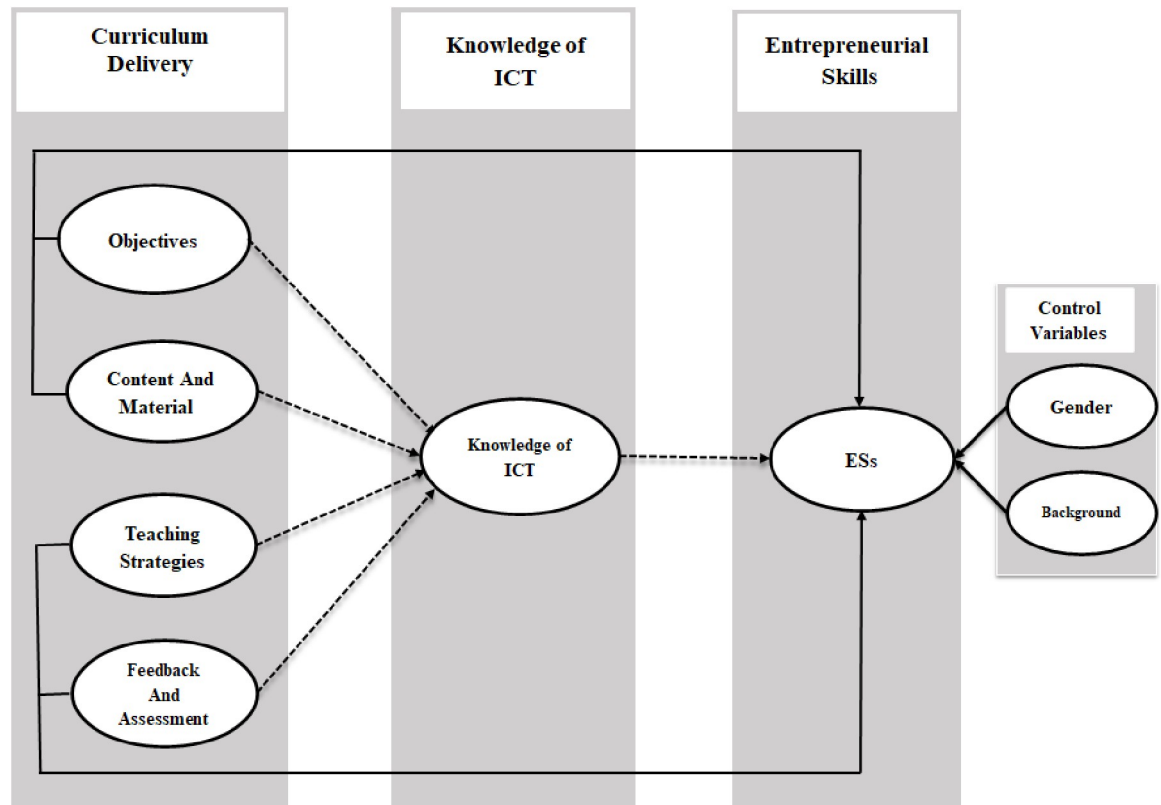 Curriculum
Delivery
Knowledge of
ICT
Entrepreneurial
Skills
Objectives
Content And
Material
Teaching
Strategies
Feedback
And
Assessment
Knowledge of
ICT
ESs
Control
Variables
Gender
Background